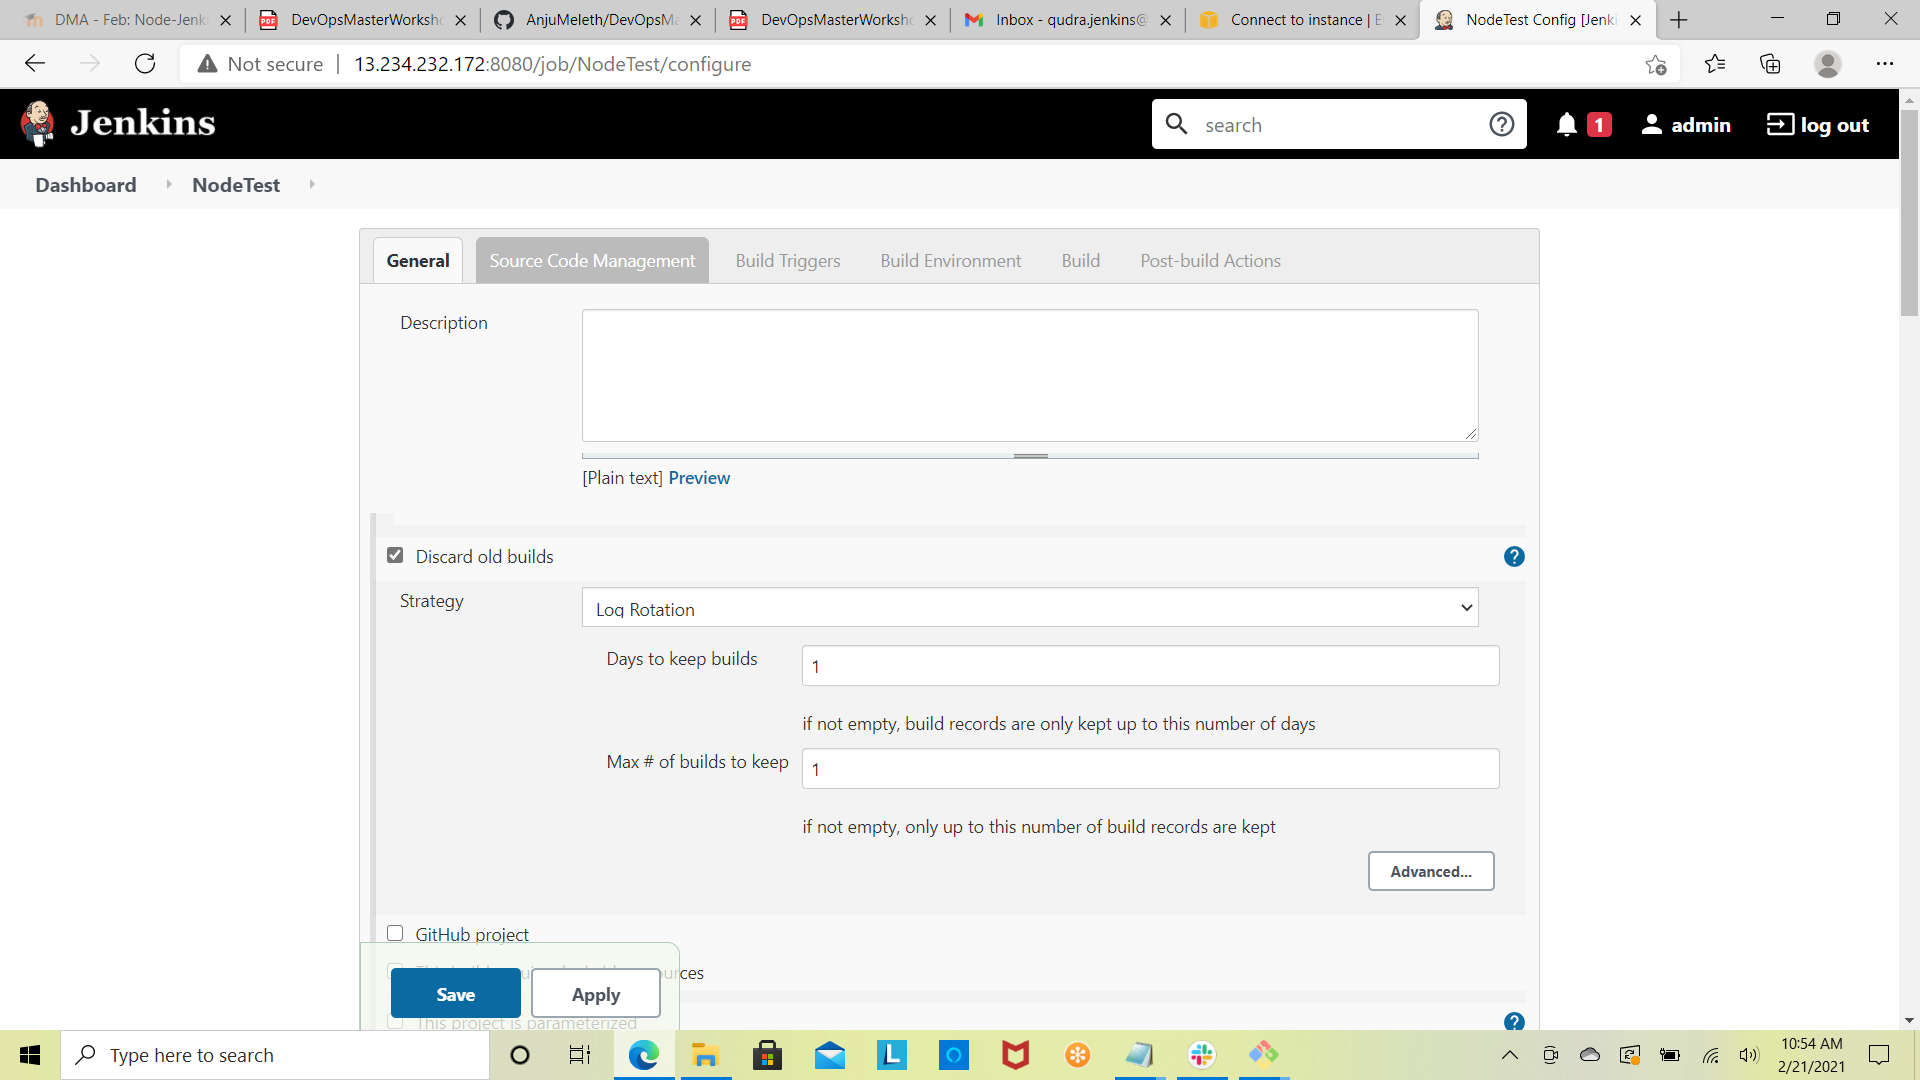 DMA - Feb: Node-Jenk
DevOpsMasterWorksho
AnjuMeleth/DevOpsMa
DevOpsMasterWorksho
Inbox - qudra.jenkins@
Connect to instance | E
NodeTest Config [Jenki
Not secure | 13.234.232.172:8080/job/NodeTest/configure
Jenkins
search
1
admin
log out
Dashboard
NodeTest
General
Source Code Management
Build Triggers
Build Environment
Build
Post-build Actions
Description
[Plain text] Preview
Discard old builds
Strategy
Log Rotation
Days to keep builds
1
if not empty, build records are only kept up to this number of days
Max # of builds to keep
1
if not empty, only up to this number of build records are kept
Advanced...
GitHub project
Save
Apply
This project is parameterized
Type here to search
10:54 AM
2/21/2021